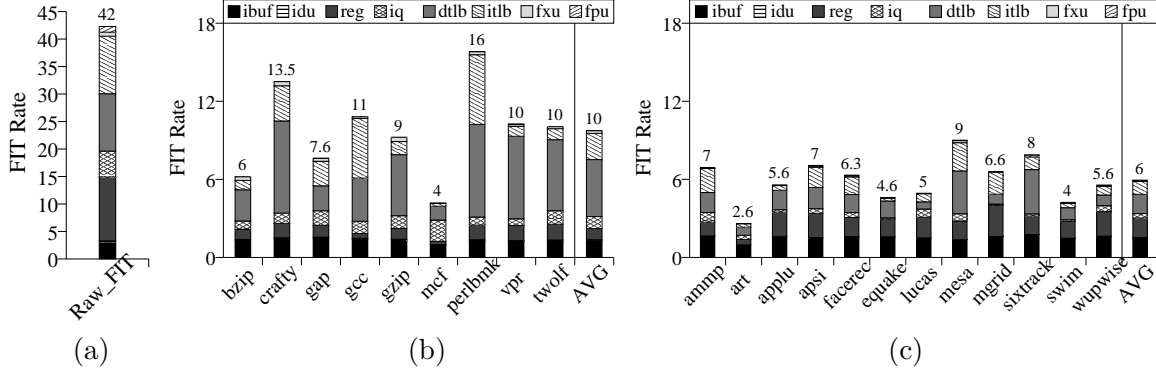 FIT Rate
45
40
35
30
25
20
15
10
5
0
42
Raw_FIT
(a)
ibuf idu reg iq dtlb itlb fxu fpu
FIT Rate
18
12
6
0
6
13.5
7.6
11
9
4
16
10
10
10
bzip
crafty
gap
gcc
gzip
mcf
perlbmk
vpr
twolf
AVG
(b)
ibuf idu reg iq dtlb itlb fxu fpu
FIT Rate
18
12
6
0
7
2.6
5.6
7
6.3
4.6
5
9
6.6
8
4
5.6
6
ammp
art
applu
apsi
facerec
equake
lucas
mesa
mgrid
sixtrack
swim
wupwise
AVG
(c)